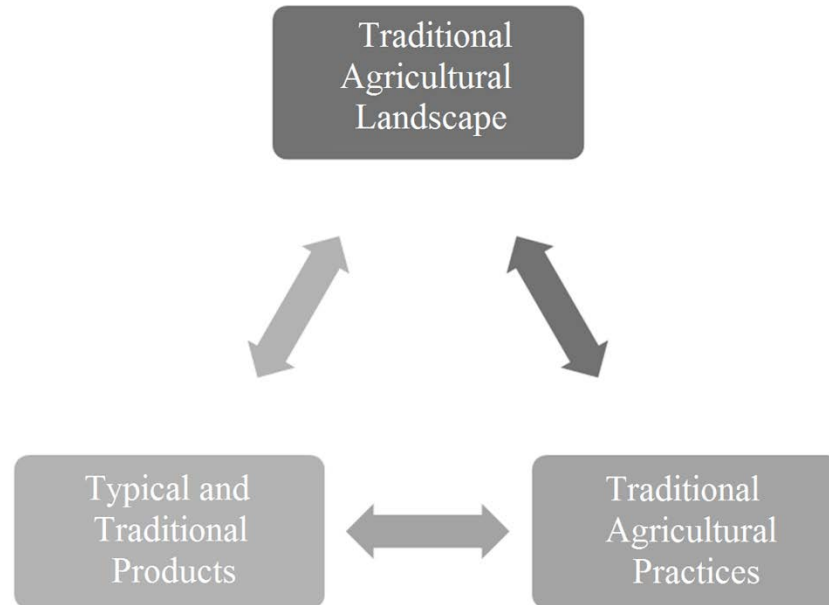 Traditional
Agricultural
Landscape
Typical and
Traditional
Products
Traditional
Agricultural
Practices